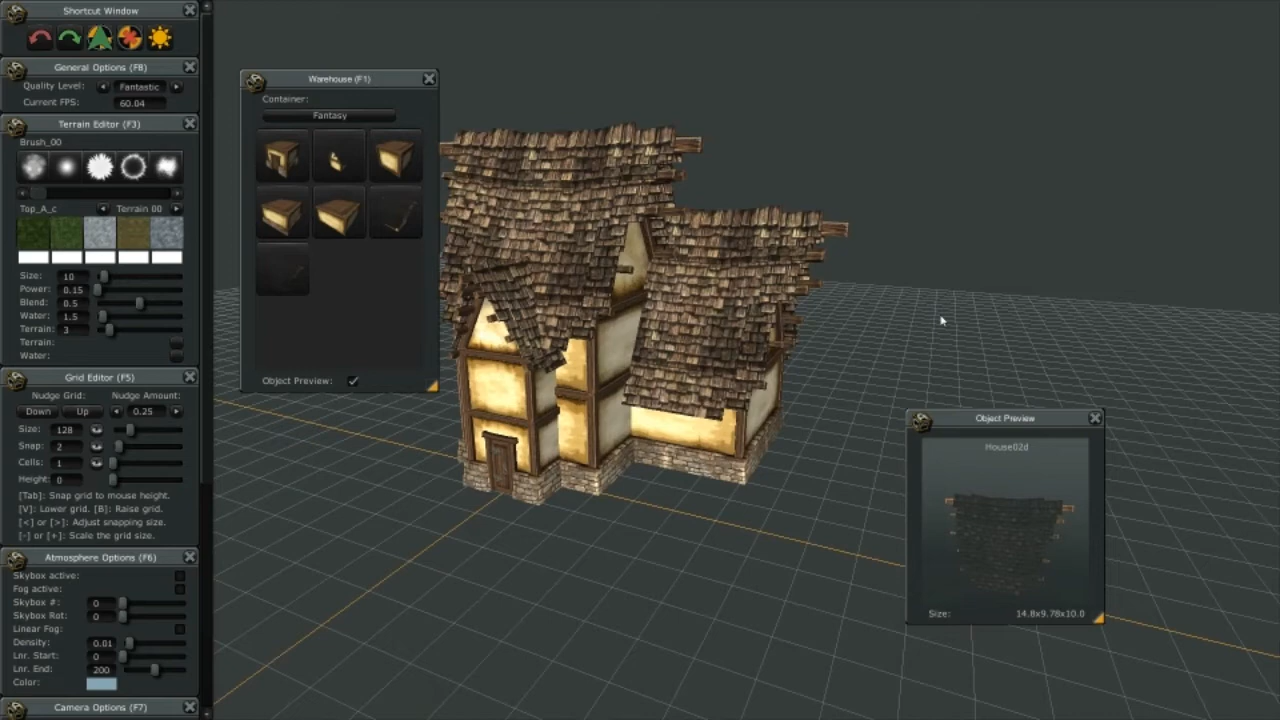 Shortcut Window
General Options (F8)
Quality Level: Fantastic
Current FPS: 60.04
Terrain Editor (F3)
Brush_00
Top_A_c Terrain 00
Size: 10
Power: 0.15
Blend: 0.5
Water: 1.5
Terrain: 3
Terrain:
Water:
Grid Editor (F5)
Nudge Grid: Nudge Amount:
Down Up 0.25
Size: 128
Snap: 2
Cells: 1
Height: 0
[Tab]: Snap grid to mouse height.
[V]: Lower grid. [B]: Raise grid.
[<] or [>]: Adjust snapping size.
[-] or [+]: Scale the grid size.
Atmosphere Options (F6)
Skybox active:
Fog active:
Skybox #: 0
Skybox Rot: 0
Linear Fog:
Density: 0.01
Lnr. Start: 0
Lnr. End: 200
Color:
Camera Options (F7)
Warehouse (F1)
Container:
Fantasy
Object Preview:
Object Preview
House02d
Size: 14.8x9.78x10.0